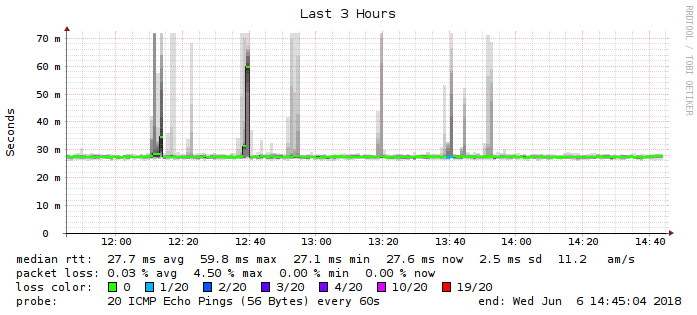 Last 3 Hours
RRDTOOL / TOBI OETIKER
Seconds
70 m
60 m
50 m
40 m
30 m
20 m
10 m
0
12:00 12:20 12:40 13:00 13:20 13:40 14:00 14:20 14:40
median rtt: 27.7 ms avg 59.8 ms max 27.1 ms min 27.6 ms now 2.5 ms sd 11.2 am/s
packet loss: 0.03 % avg 4.50 % max 0.00 % min 0.00 % now
loss color: 0 1/20 2/20 3/20 4/20 10/20 19/20
probe: 20 ICMP Echo Pings (56 Bytes) every 60s end: Wed Jun 6 14:45:04 2018